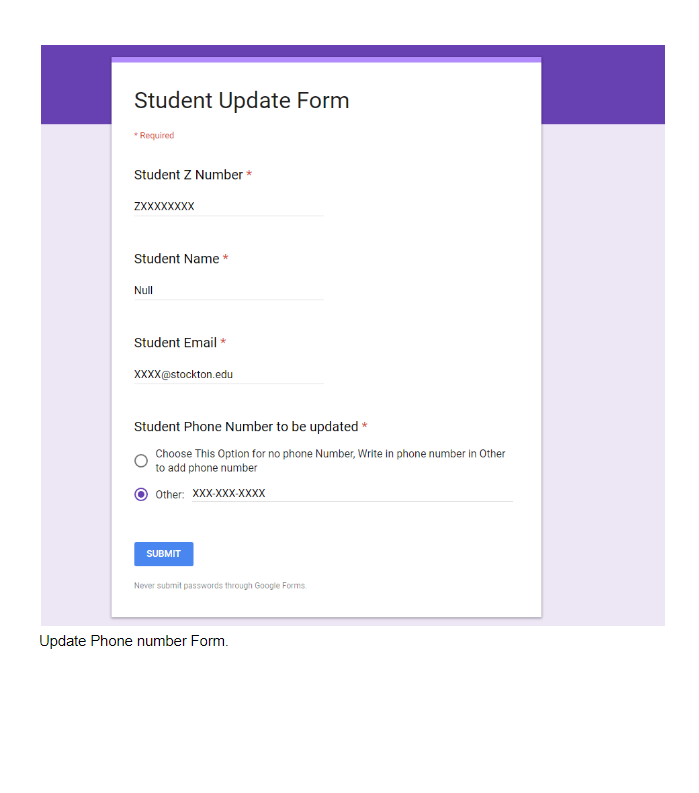 Student Update Form
* Required
Student Z Number *
ZXXXXXXXX
Student Name *
Null
Student Email *
XXXX@stockton.edu
Student Phone Number to be updated *
Choose This Option for no phone Number, Write in phone number in Other
to add phone number
Other: XXX-XXX-XXXX
SUBMIT
Never submit passwords through Google Forms.
Update Phone number Form.